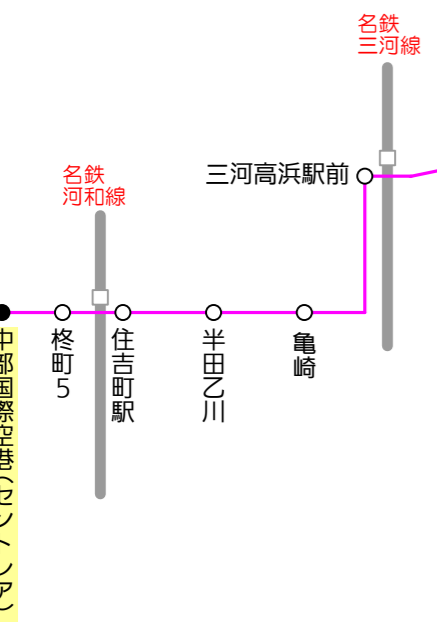 名鉄
三河線
三河高浜駅前
名鉄
河和線
中部国際空港(セントレア)
柊町5
住吉町駅
半田乙川
亀崎